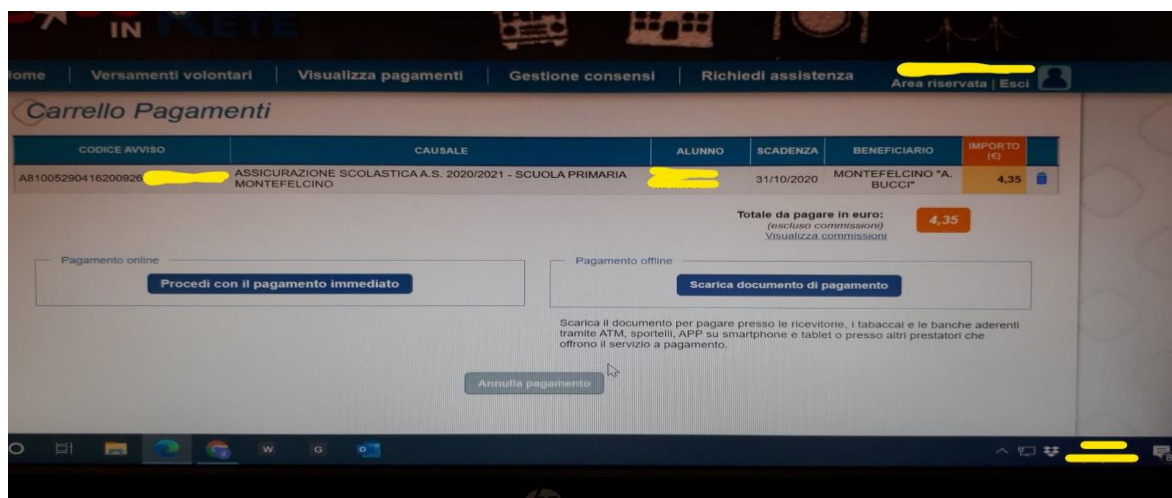 IN RETE
Home | Versamenti volontari | Visualizza pagamenti | Gestione consensi | Richiedi assistenza
Area riservata | Esci
Carrello Pagamenti
CODICE AVVISO CAUSALE ALUNNO SCADENZA BENEFICIARIO IMPORTO (€)
A81005290416200926 ASSICURAZIONE SCOLASTICA A.S. 2020/2021 - SCUOLA PRIMARIA MONTEFELCINO 31/10/2020 MONTEFELCINO "A. BUCCI" 4,35
Totale da pagare in euro: 4,35
(escluso commissioni)
Visualizza commissioni
Pagamento online Pagamento offline
Procedi con il pagamento immediato Scarica documento di pagamento
Scarica il documento per pagare presso le ricevitorie, i tabaccai e le banche aderenti
tramite ATM, sportelli, APP su smartphone e tablet o presso altri prestatori che
offrono il servizio a pagamento.
Annulla pagamento
W G